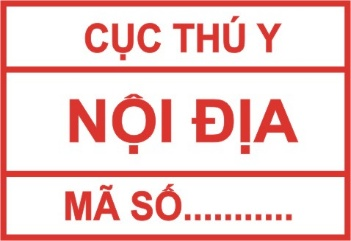 CỤC THÚ Y
NỘI ĐỊA
MÃ SỐ...........